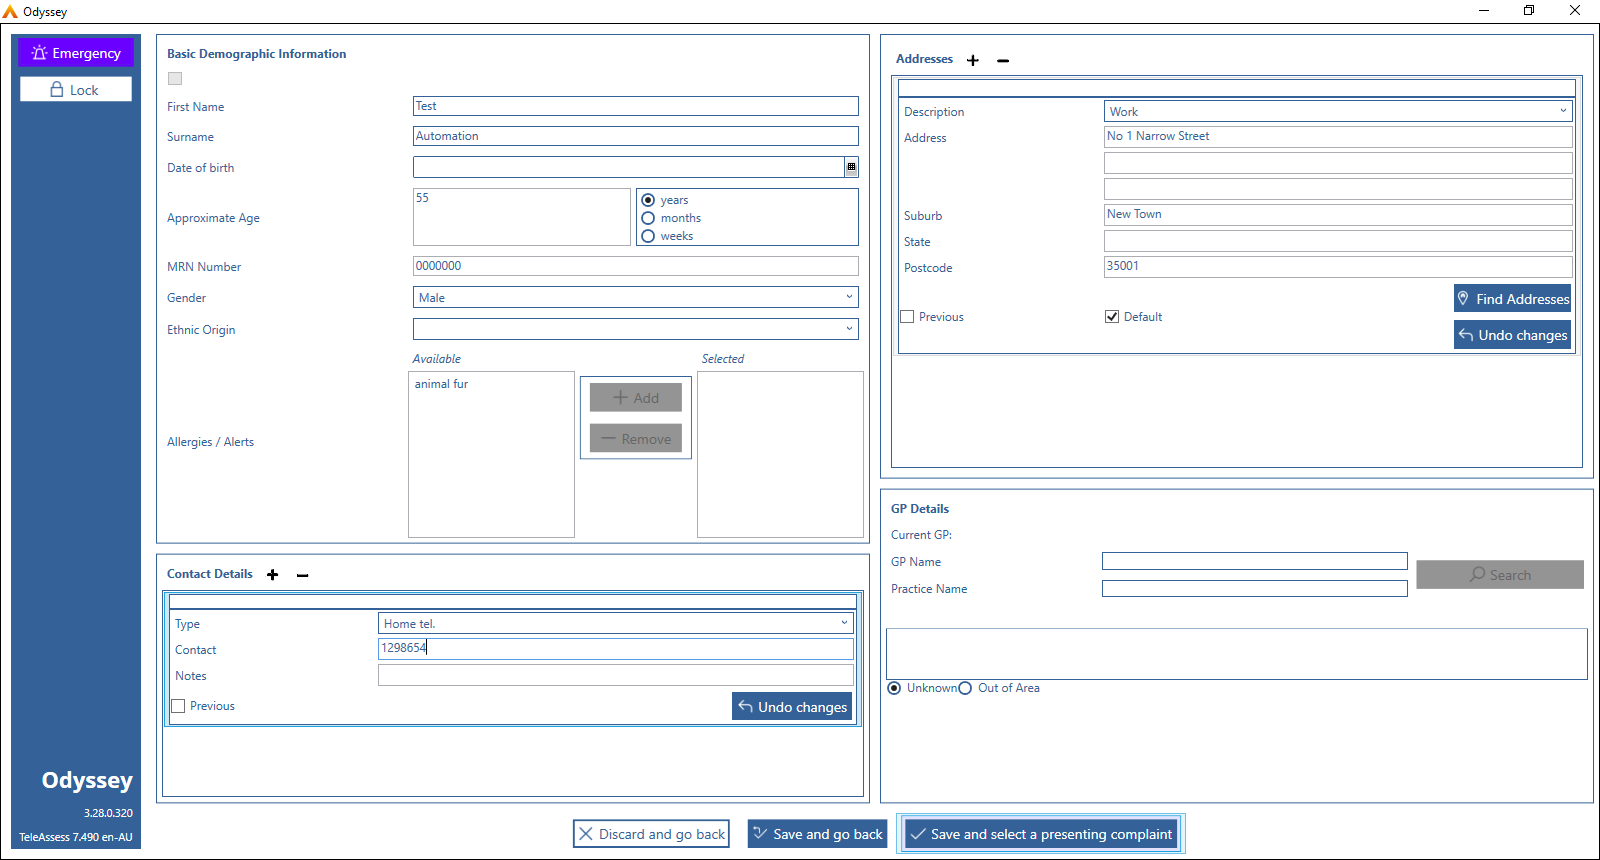 Odyssey
Emergency
Lock
Basic Demographic Information
First Name
Test
Surname
Automation
Date of birth
Approximate Age
55
years
months
weeks
MRN Number
0000000
Gender
Male
Ethnic Origin
Available
Selected
Allergies / Alerts
animal fur
Add
Remove
Contact Details
Type
Home tel.
Contact
1298654
Notes
Previous
Undo changes
Addresses
Description
Work
Address
No 1 Narrow Street
Suburb
New Town
State
Postcode
35001
Find Addresses
Previous
Default
Undo changes
GP Details
Current GP:
GP Name
Search
Practice Name
Unknown
Out of Area
Odyssey
3.28.0.320
TeleAssess 7.490 en-AU
Discard and go back
Save and go back
Save and select a presenting complaint